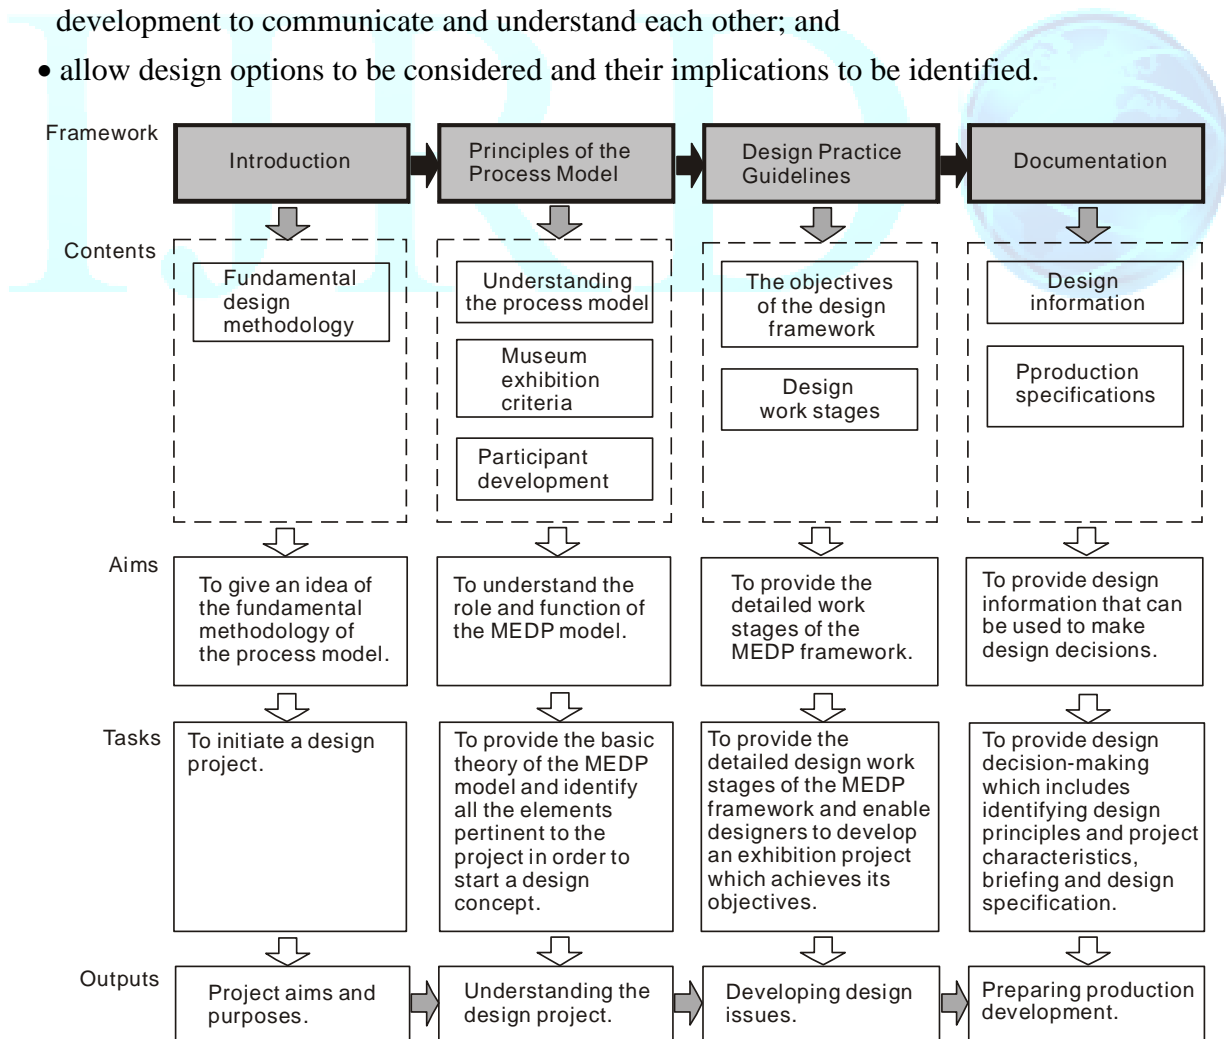 development to communicate and understand each other; and
• allow design options to be considered and their implications to be identified.
IJRDO
Framework
Introduction
Principles of the
Process Model
Design Practice
Guidelines
Documentation
Contents
Fundamental
design
methodology
Understanding
the process model
Museum
exhibition
criteria
Participant
development
The objectives
of the design
framework
Design
work stages
Design
information
Pproduction
specifications
Aims
To give an idea of
the fundamental
methodology of
the process model.
To understand the
role and function of
the MEDP model.
To provide the
detailed work
stages of the
MEDP framework.
To provide design
information that can
be used to make
design decisions.
Tasks
To initiate a design
project.
To provide the basic
theory of the MEDP
model and identify
all the elements
pertinent to the
project in order to
start a design
concept.
To provide the
detailed design work
stages of the MEDP
framework and enable
designers to develop
an exhibition project
which achieves its
objectives.
To provide design
decision-making
which includes
identifying design
principles and project
characteristics,
briefing and design
specification.
Outputs
Project aims and
purposes.
Understanding the
design project.
Developing design
issues.
Preparing production
development.